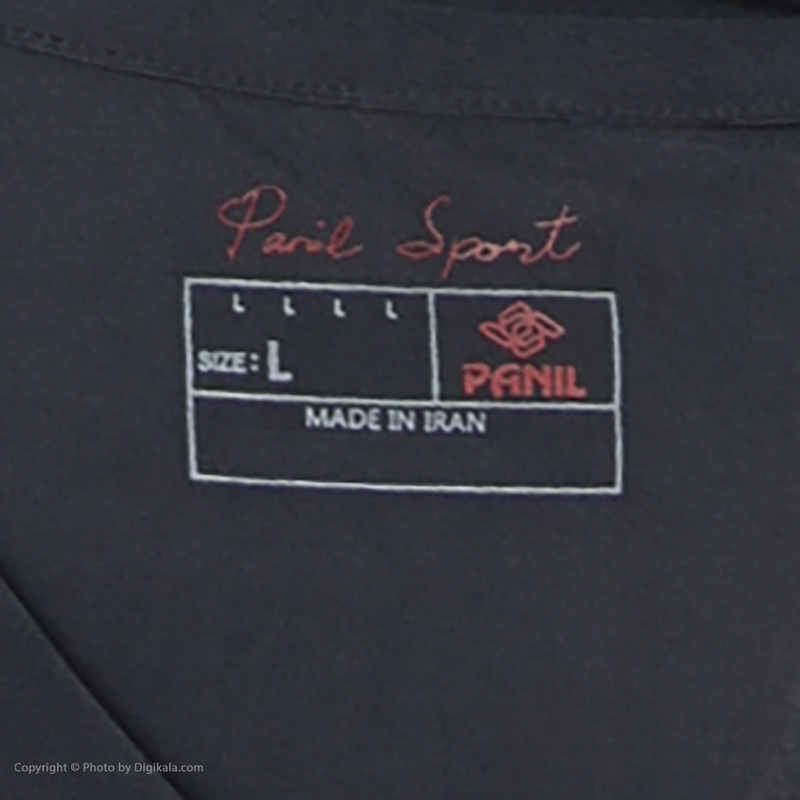 Panil Sport
L L L L
SIZE: L
PANIL
MADE IN IRAN
Copyright © Photo by Digikala.com